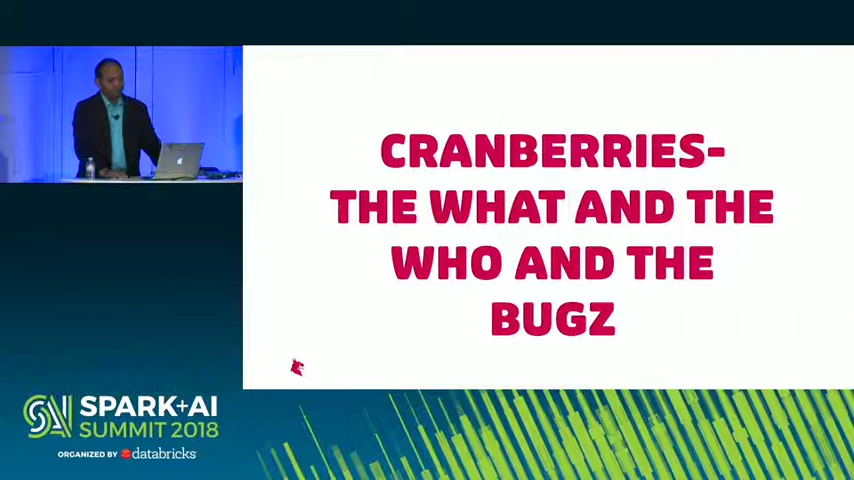 CRANBERRIES-
THE WHAT AND THE
WHO AND THE
BUGZ
SPARK+AI
SUMMIT 2018
ORGANIZED BY databricks